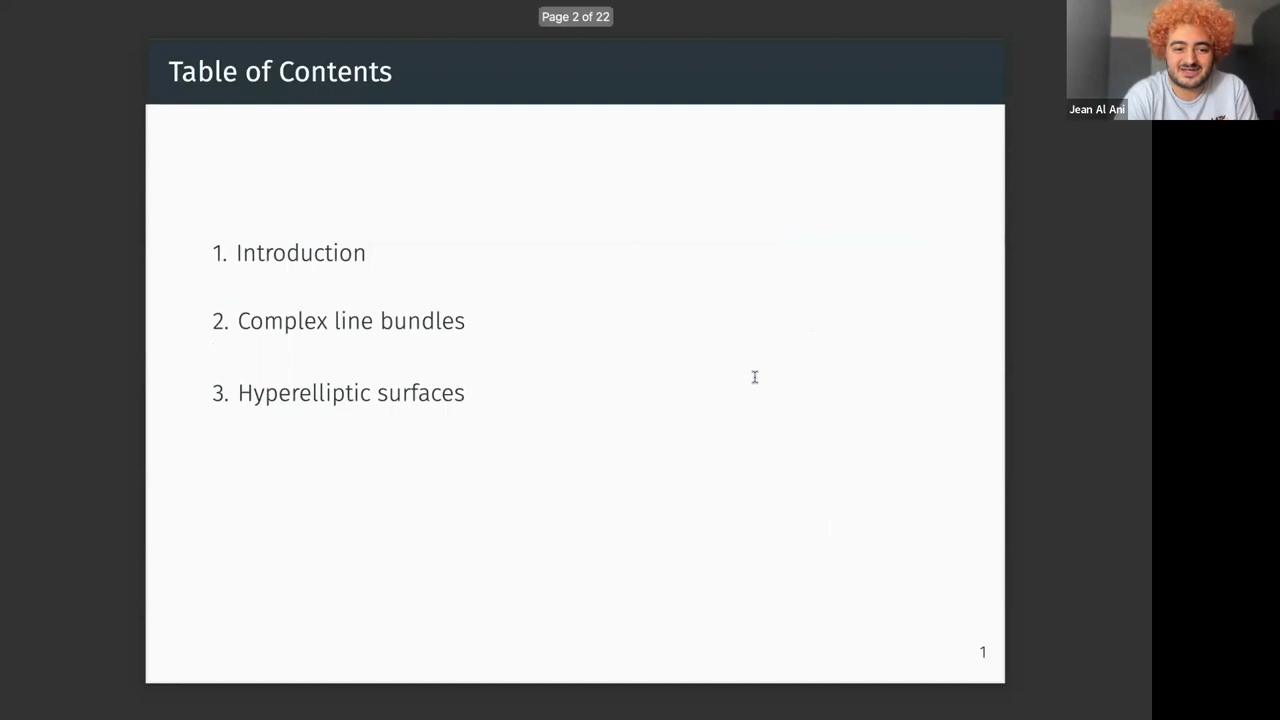 Page 2 of 22
Table of Contents
Jean Al Ani
1. Introduction
2. Complex line bundles
3. Hyperelliptic surfaces
1